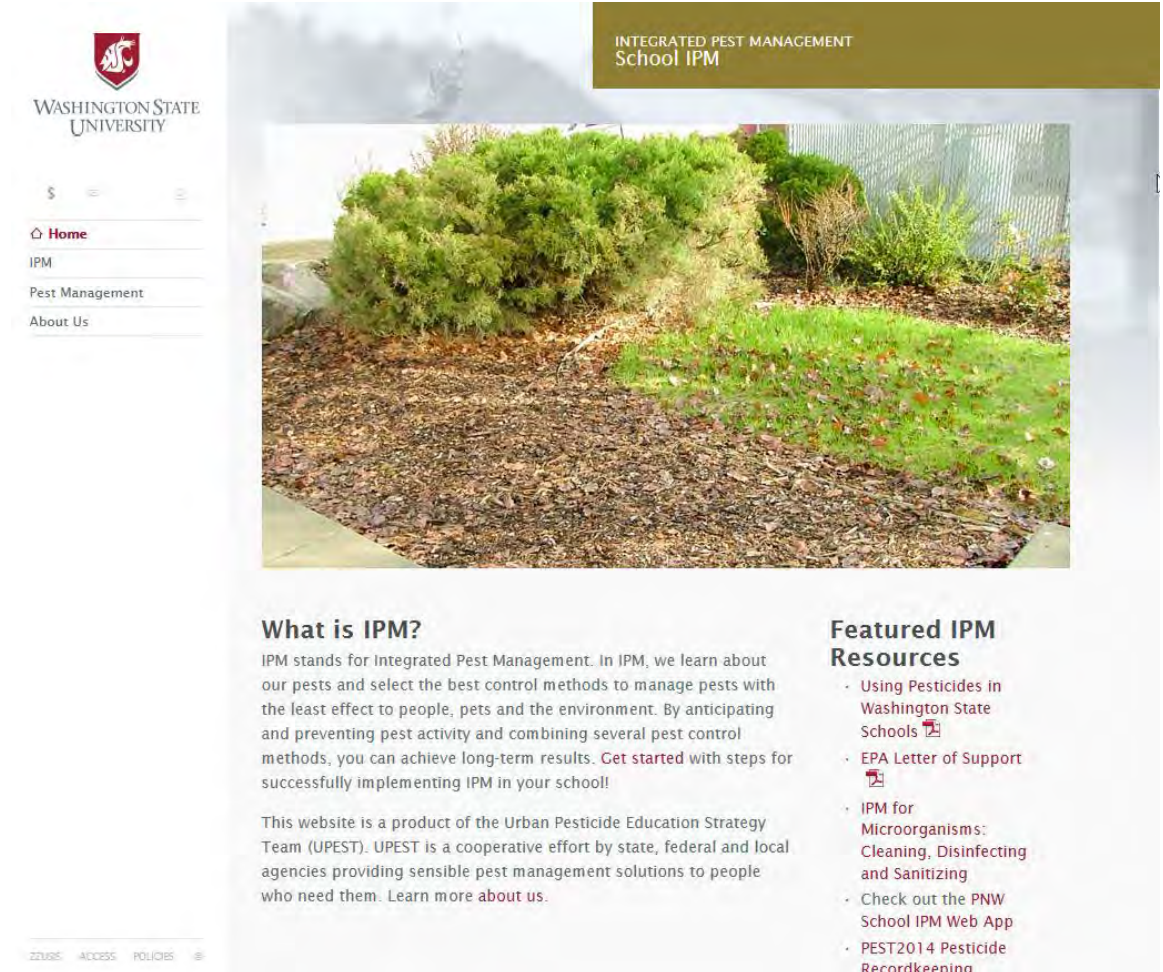 WASHINGTON STATE
UNIVERSITY
INTEGRATED PEST MANAGEMENT
School IPM
$
Home
IPM
Pest Management
About Us
What is IPM?
IPM stands for Integrated Pest Management. In IPM, we learn about
our pests and select the best control methods to manage pests with
the least effect to people, pets and the environment. By anticipating
and preventing pest activity and combining several pest control
methods, you can achieve long-term results. Get started with steps for
successfully implementing IPM in your school!
This website is a product of the Urban Pesticide Education Strategy
Team (UPEST). UPEST is a cooperative effort by state, federal and local
agencies providing sensible pest management solutions to people
who need them. Learn more about us.
Featured IPM
Resources
· Using Pesticides in
Washington State
Schools
· EPA Letter of Support
· IPM for
Microorganisms:
Cleaning, Disinfecting
and Sanitizing
· Check out the PNW
School IPM Web App
· PEST2014 Pesticide
Recordkeeping
ACCESS POLICIES ©